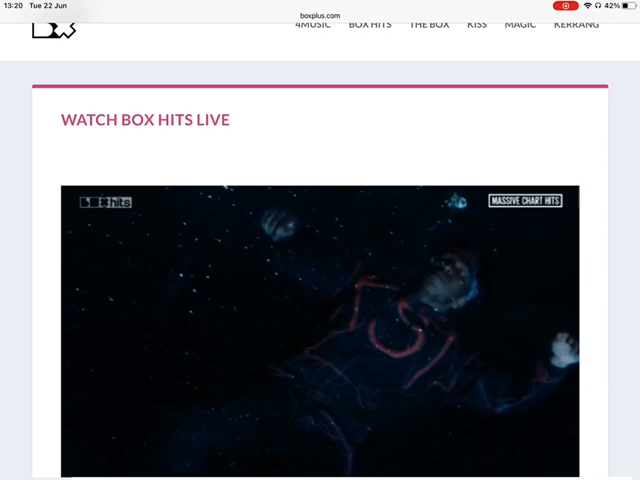 13:20 Tue 22 Jun
42%
boxplus.com
4MUSIC BOX HITS THE BOX KISS MAGIC KERRANG
WATCH BOX HITS LIVE
hits
MASSIVE CHART HITS